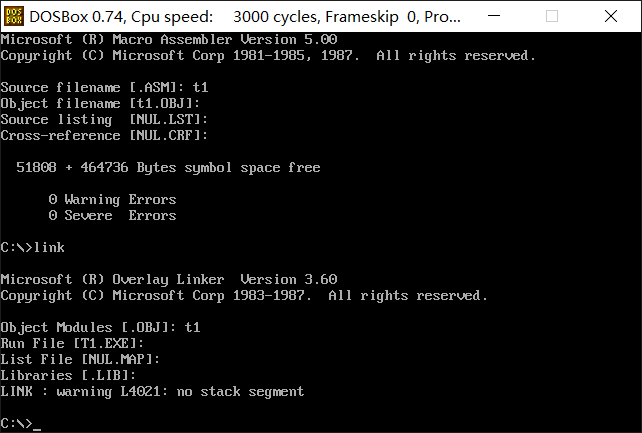 DOS BOX
DOSBox 0.74, Cpu speed: 3000 cycles, Frameskip 0, Pro...
Microsoft (R) Macro Assembler Version 5.00
Copyright (C) Microsoft Corp 1981-1985, 1987.  All rights reserved.
Source filename [.ASM]: t1
Object filename [t1.OBJ]:
Source listing  [NUL.LST]:
Cross-reference [NUL.CRF]:
51808 + 464736 Bytes symbol space free
0 Warning Errors
0 Severe  Errors
C:\>link
Microsoft (R) Overlay Linker  Version 3.60
Copyright (C) Microsoft Corp 1983-1987.  All rights reserved.
Object Modules [.OBJ]: t1
Run File [T1.EXE]:
List File [NUL.MAP]:
Libraries [.LIB]:
LINK : warning L4021: no stack segment
C:\>_